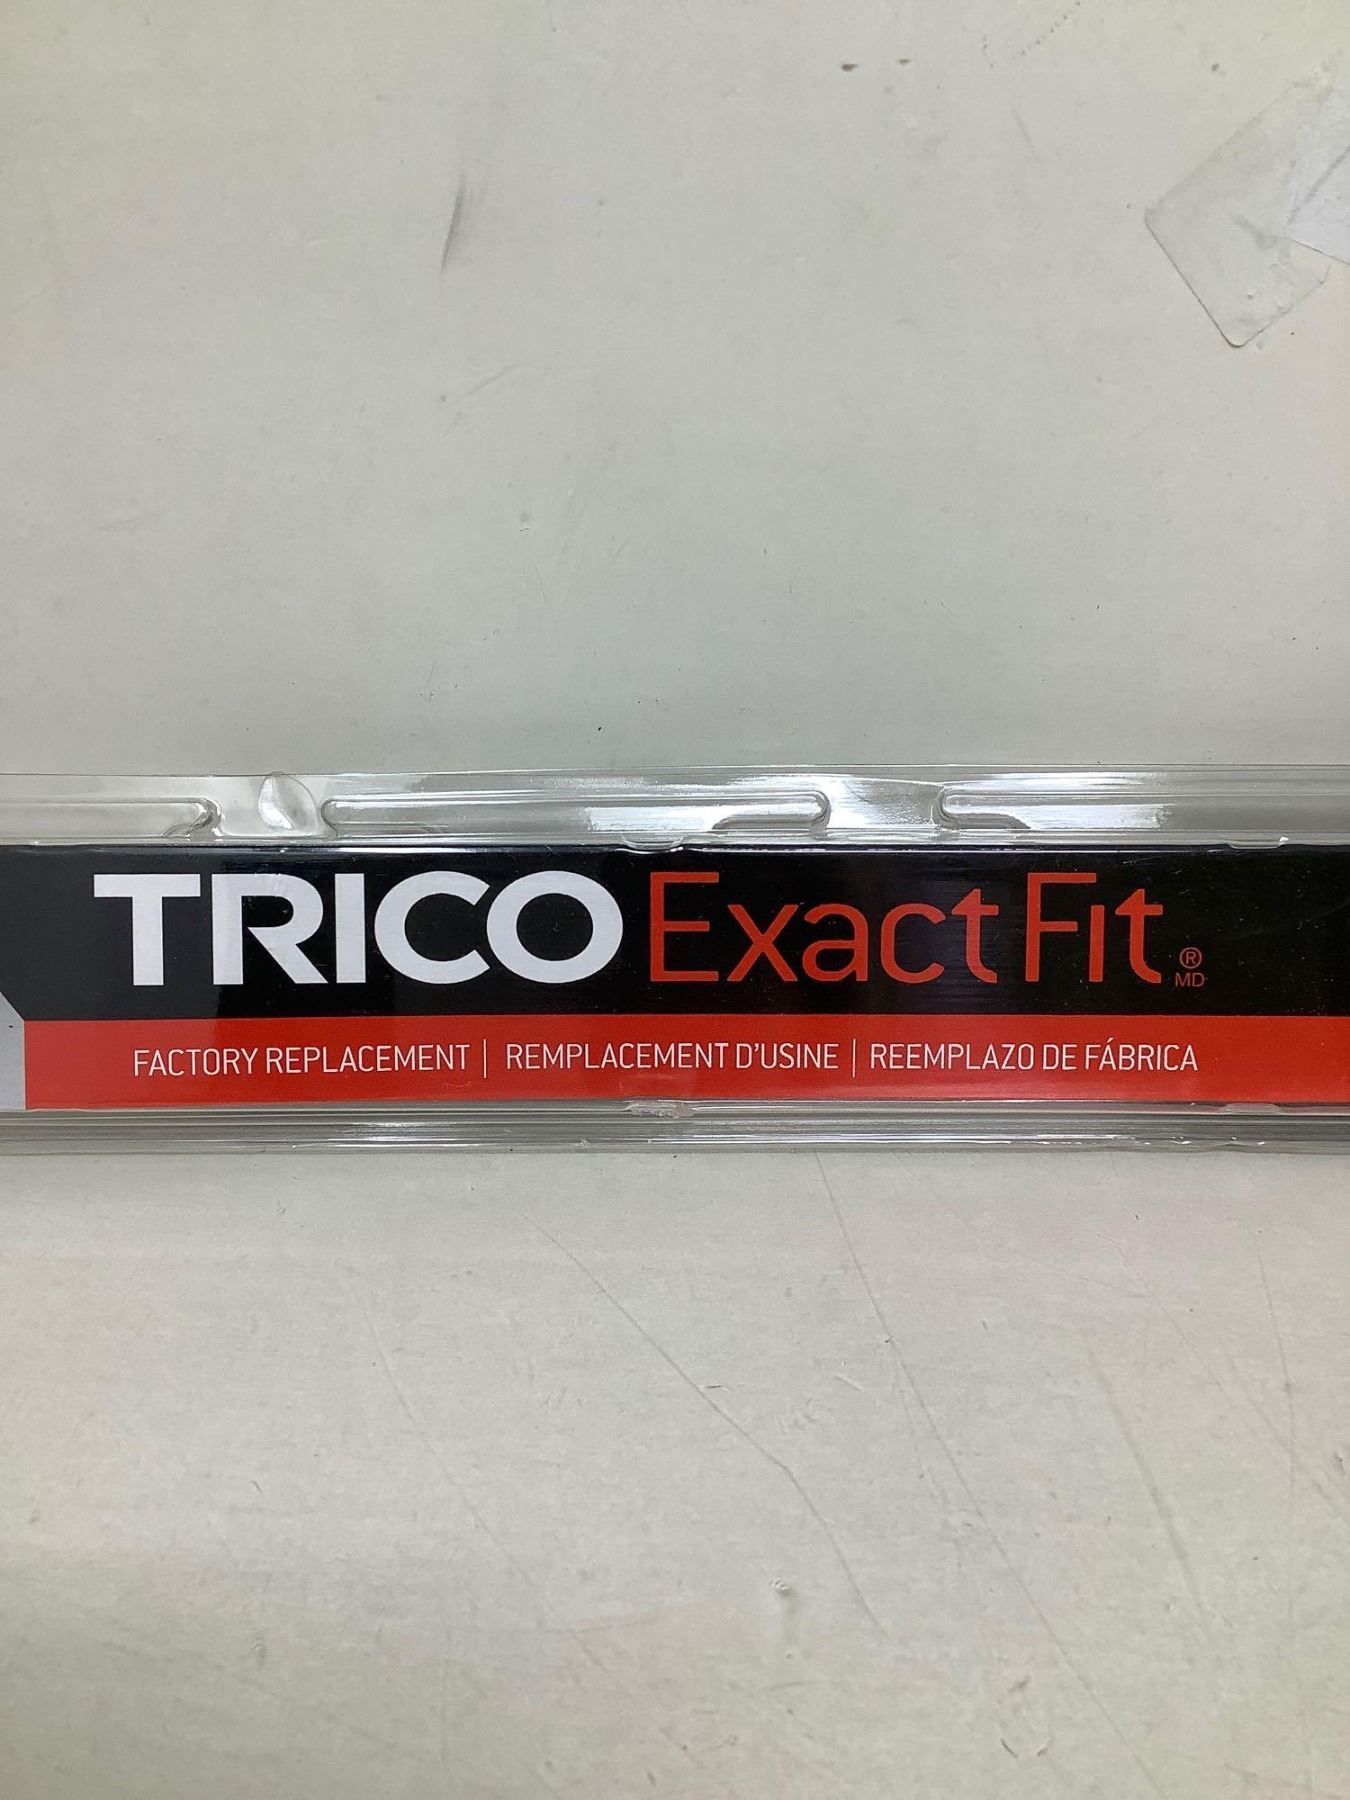 TRICO Exact Fit ® MD
FACTORY REPLACEMENT | REMPLACEMENT D'USINE | REEMPLAZO DE FÁBRICA